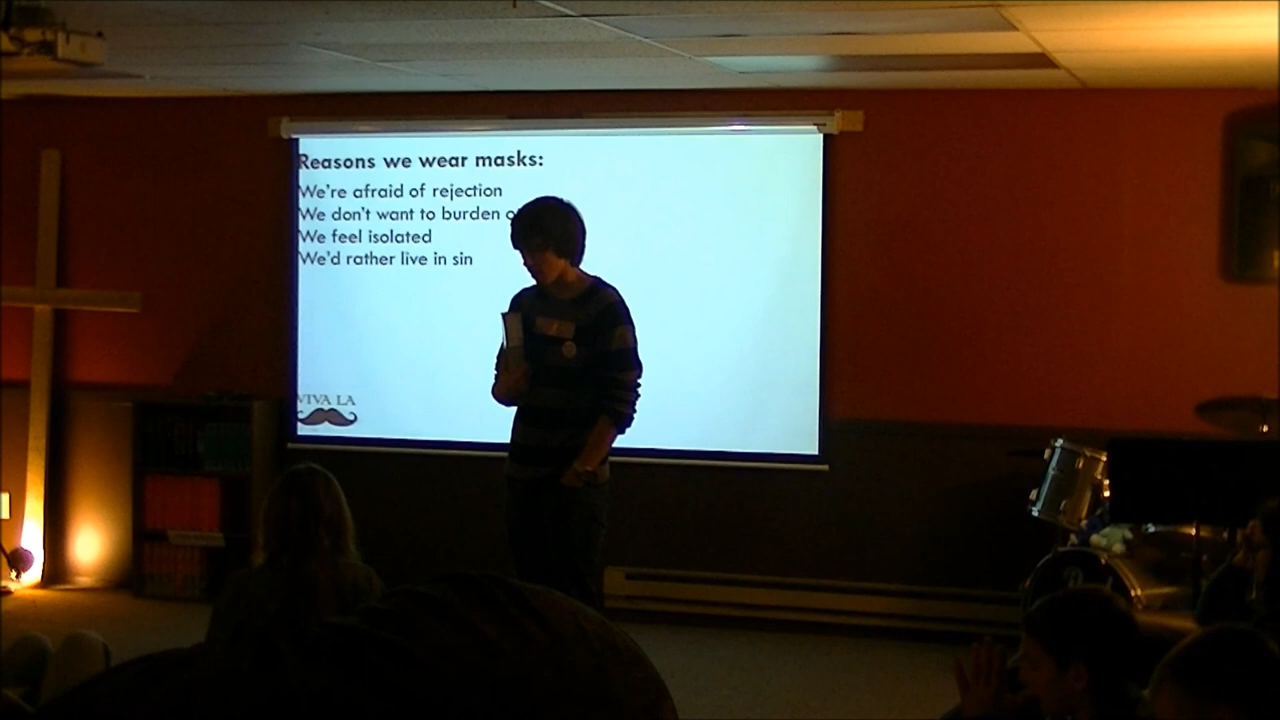 Reasons we wear masks:
We're afraid of rejection
We don't want to burden
We feel isolated
We'd rather live in sin
VIVA LA